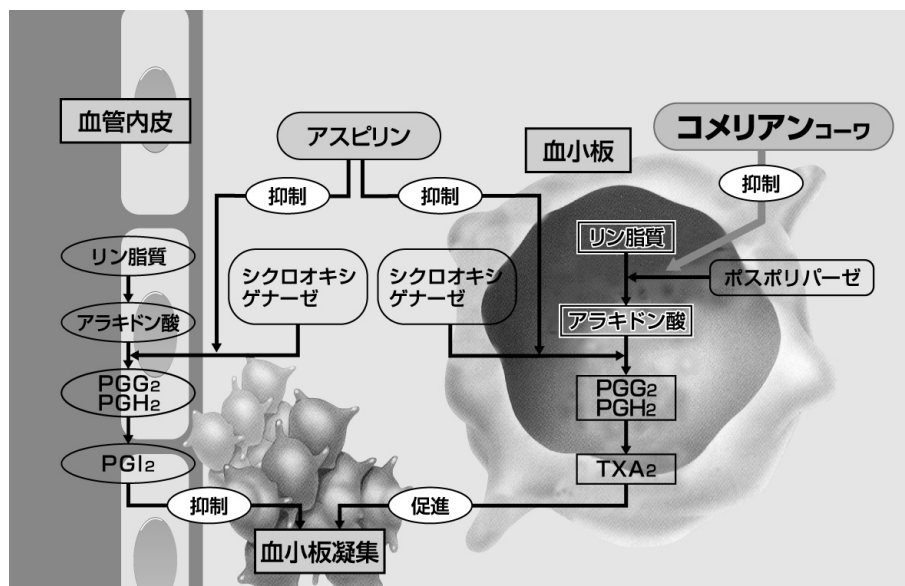 血管内皮
アスピリン
血小板
コメリアンコーワ
抑制
抑制
抑制
リン脂質
リン脂質
シクロオキシ
ゲナーゼ
シクロオキシ
ゲナーゼ
ポスポリパーゼ
アラキドン酸
アラキドン酸
PGG2
PGH2
PGG2
PGH2
PGI2
TXA2
抑制
促進
血小板凝集